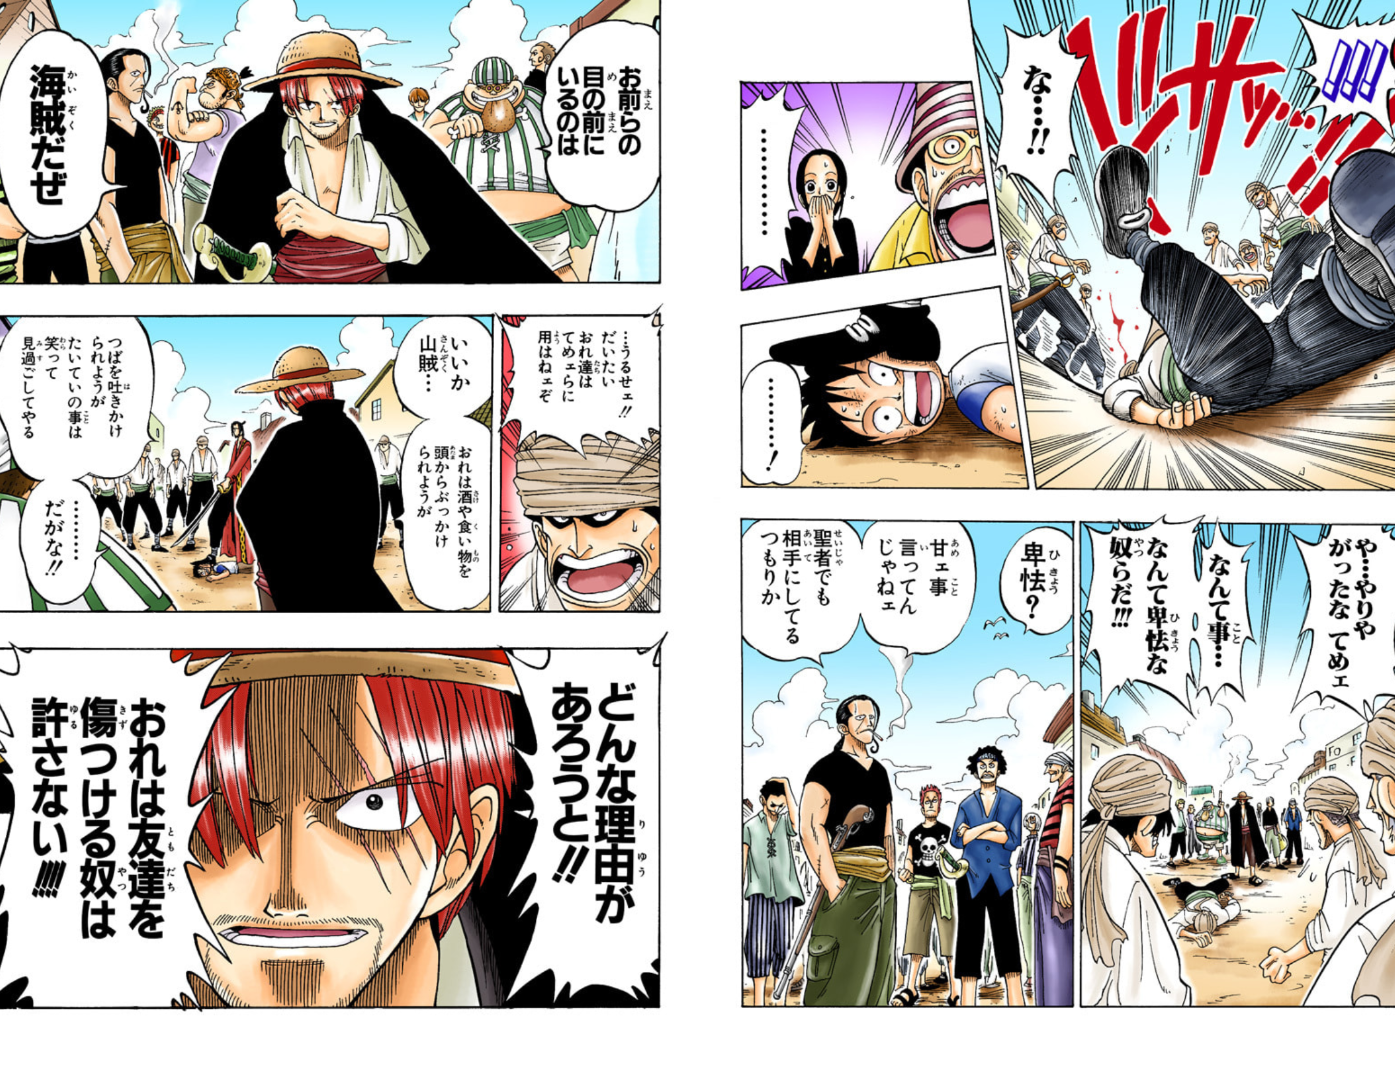 !!!
ドサッ…!!
な…!!
…………
…………!
や…やりや
がったな てめェ
なんて事…
なんて卑怯な
奴らだ!!!
卑怯?
甘ェ事
言ってん
じゃねェ
聖者でも
相手にしてる
つもりか
お前らの
目の前に
いるのは
海賊だぜ
…うるせェ!!
だいたい
おれ達は
てめェらに
用はねェぞ
いいか
山賊…
おれは酒や食い物を
頭からぶっかけ
られようが
つばを吐きかけ
られようが
たいていの事は
笑って
見過ごしてやる
………
だがな!!
どんな理由が
あろうと!!
おれは友達を
傷つける奴は
許さない!!!!